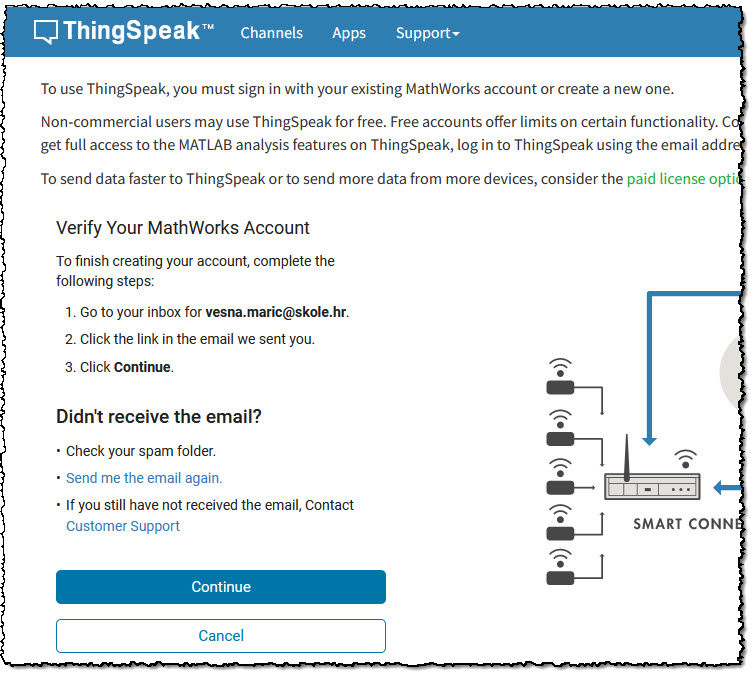 ThingSpeak™ Channels Apps Support
To use ThingSpeak, you must sign in with your existing MathWorks account or create a new one.
Non-commercial users may use ThingSpeak for free. Free accounts offer limits on certain functionality.
get full access to the MATLAB analysis features on ThingSpeak, log in to ThingSpeak using the email
To send data faster to ThingSpeak or to send more data from more devices, consider the paid license
Verify Your MathWorks Account
To finish creating your account, complete the
following steps:
1. Go to your inbox for vesna.maric@skole.hr.
2. Click the link in the email we sent you.
3. Click Continue.
Didn't receive the email?
• Check your spam folder.
• Send me the email again.
• If you still have not received the email, Contact
Customer Support
SMART
Continue
Cancel